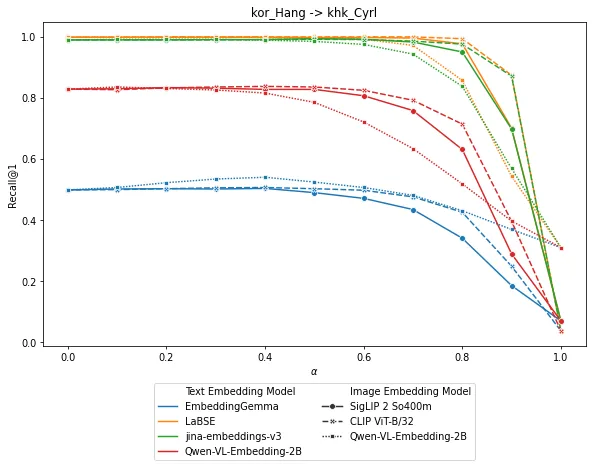 kor_Hang -> khk_Cyrl
Recall@1
1.0
0.8
0.6
0.4
0.2
0.0
0.0 0.2 0.4 0.6 0.8 1.0
α
Text Embedding Model
EmbeddingGemma
LaBSE
jina-embeddings-v3
Qwen-VL-Embedding-2B
Image Embedding Model
SigLIP 2 So400m
CLIP ViT-B/32
Qwen-VL-Embedding-2B